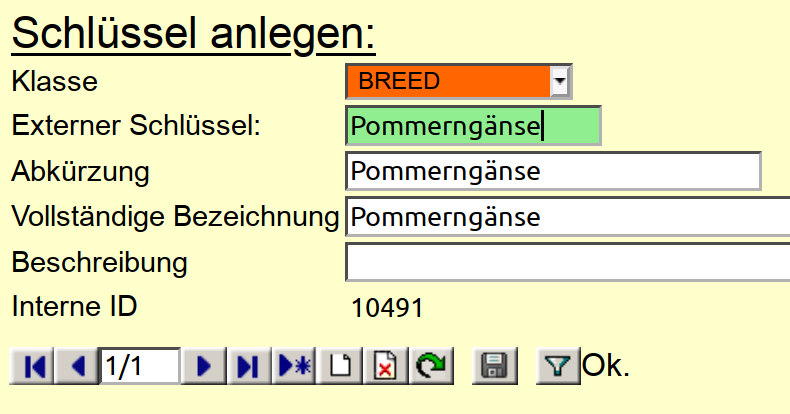 Schlüssel anlegen:
Klasse BREED
Externer Schlüssel: Pommerngänse
Abkürzung Pommerngänse
Vollständige Bezeichnung Pommerngänse
Beschreibung
Interne ID 10491
1/1 Ok.